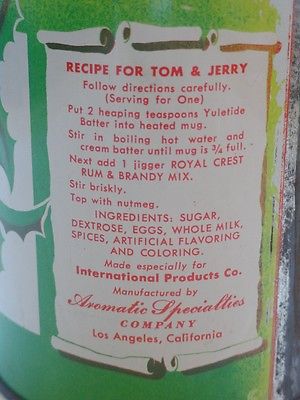 RECIPE FOR TOM & JERRY
Follow directions carefully.
(Serving for One)
Put 2 heaping teaspoons Yuletide
Batter into heated mug.
Stir in boiling hot water and
cream batter until mug is ¾ full.
Next add 1 jigger ROYAL CREST
RUM & BRANDY MIX.
Stir briskly.
Top with nutmeg.
INGREDIENTS: SUGAR,
DEXTROSE, EGGS, WHOLE MILK,
SPICES, ARTIFICIAL FLAVORING
AND COLORING.
Made especially for
International Products Co.
Manufactured by
Aromatic Specialties
COMPANY
Los Angeles, California